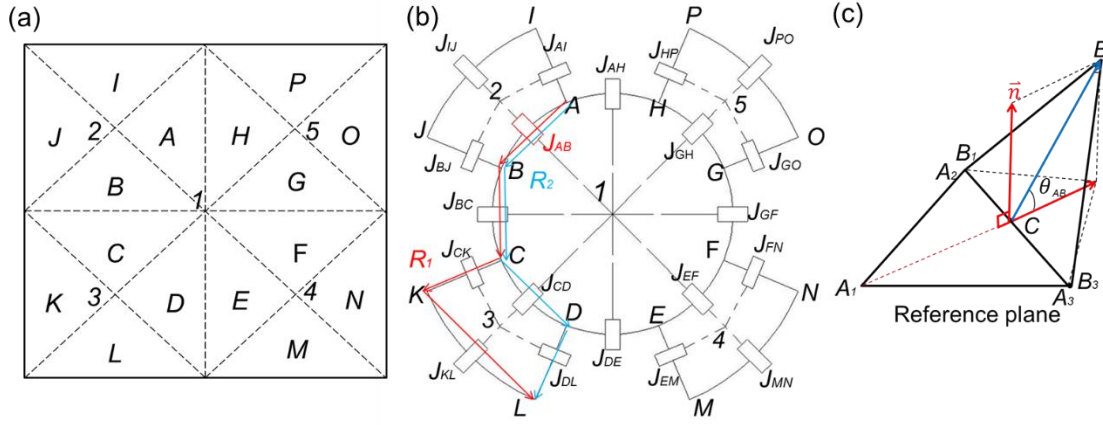 (a)
I
P
J
2
A
H
5
O
B
1
G
C
F
K
3
D
E
4
N
L
M
(b)
I
P
J_IJ
J_AI
J_AH
J_HP
J_PO
2
A
H
5
J
J_AB
J_GH
O
J_BJ
B
R_2
1
G
J_GO
J_BC
J_GF
J_CK
C
F
J_FN
R_1
K
J_CD
J_EF
N
3
D
E
4
J_KL
J_DL
J_DE
J_EM
J_MN
L
M
(c)
n
B_1
A_2
θ_AB
C
A_1
B_3
A_3
Reference plane